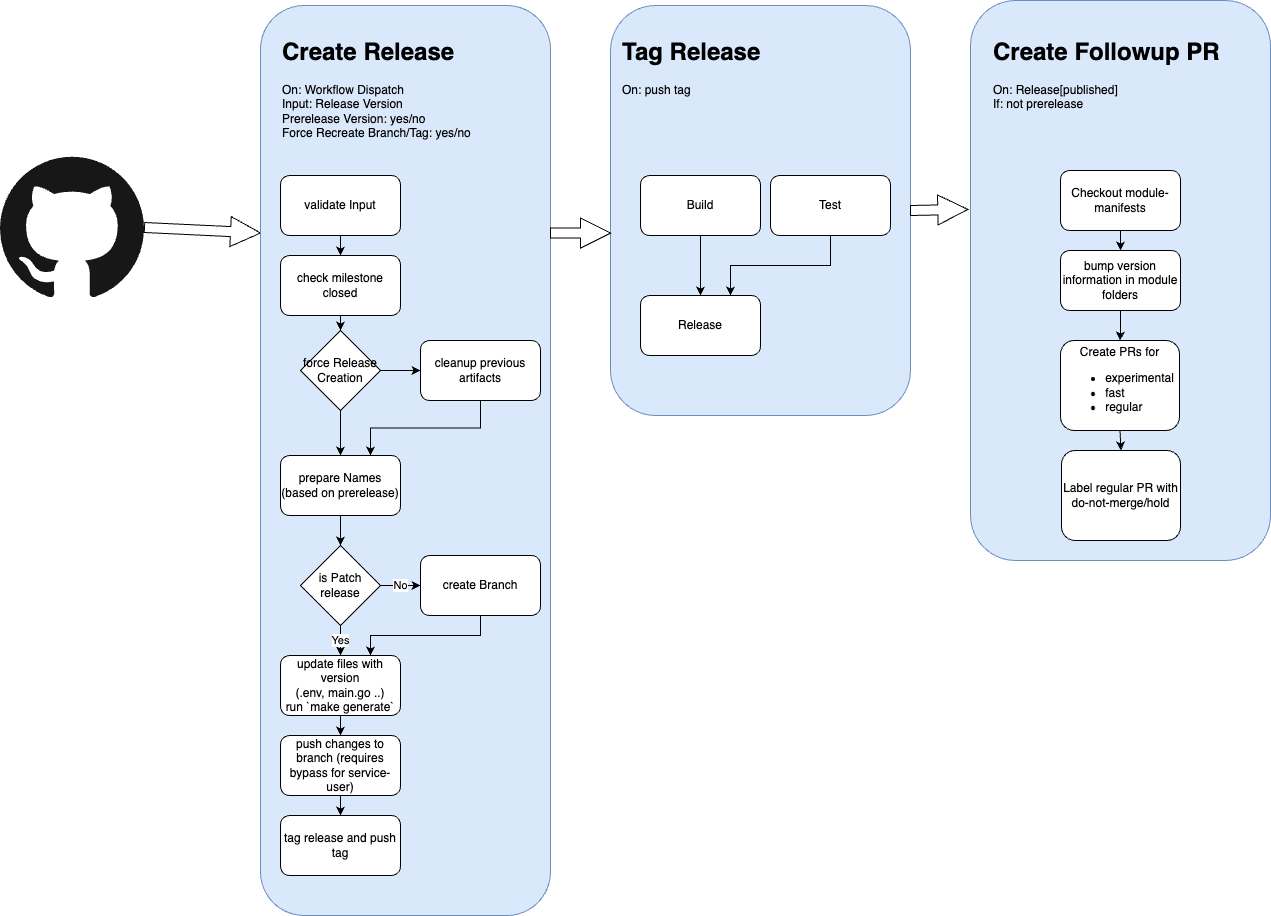 Create Release
On: Workflow Dispatch
Input: Release Version
Prerelease Version: yes/no
Force Recreate Branch/Tag: yes/no
validate Input
check milestone
closed
force Release
Creation
cleanup previous
artifacts
prepare Names
(based on prerelease)
is Patch
release
No
create Branch
Yes
update files with
version
(.env, main.go ..)
run `make generate`
push changes to
branch (requires
bypass for service-
user)
tag release and push
tag
Tag Release
On: push tag
Build
Test
Release
Create Followup PR
On: Release[published]
If: not prerelease
Checkout module-
manifests
bump version
information in module
folders
Create PRs for
• experimental
• fast
• regular
Label regular PR with
do-not-merge/hold